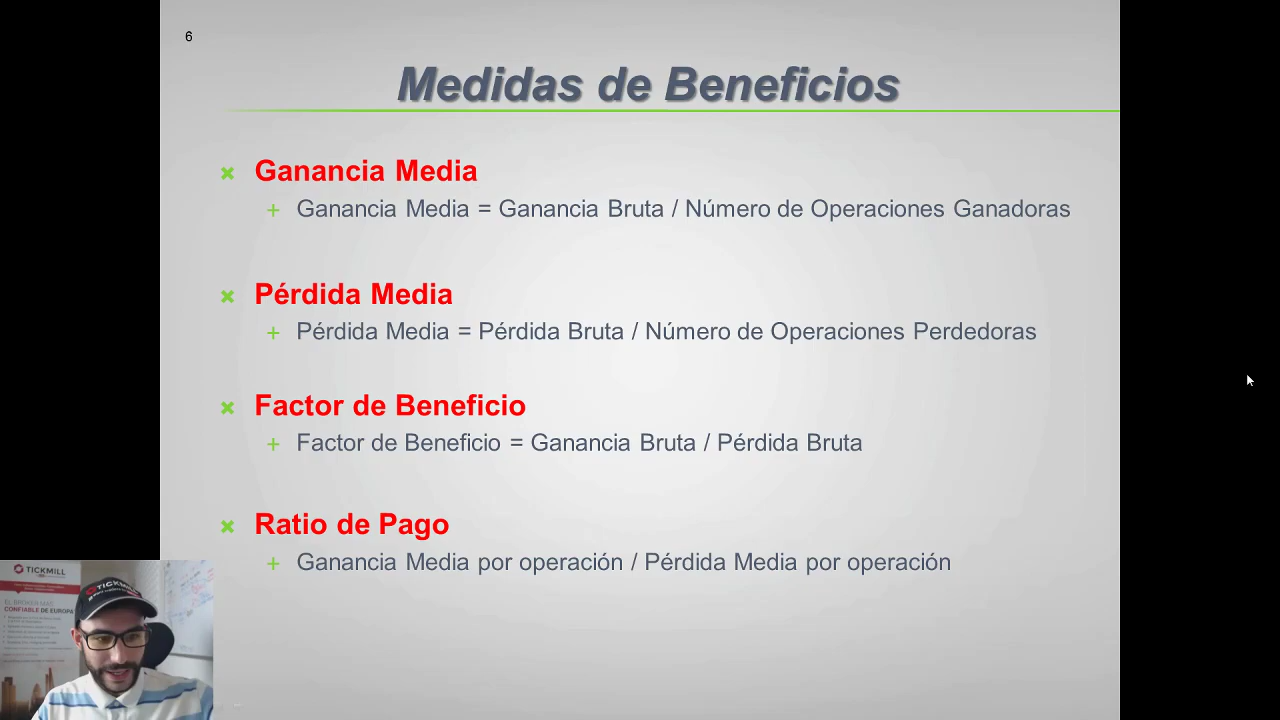 6
Medidas de Beneficios
Ganancia Media
Ganancia Media = Ganancia Bruta / Número de Operaciones Ganadoras
Pérdida Media
Pérdida Media = Pérdida Bruta / Número de Operaciones Perdedoras
Factor de Beneficio
Factor de Beneficio = Ganancia Bruta / Pérdida Bruta
Ratio de Pago
Ganancia Media por operación / Pérdida Media por operación
TICKMILL
EL BROKER MÁS
CONFIABLE DE EUROPA
TICKMILL